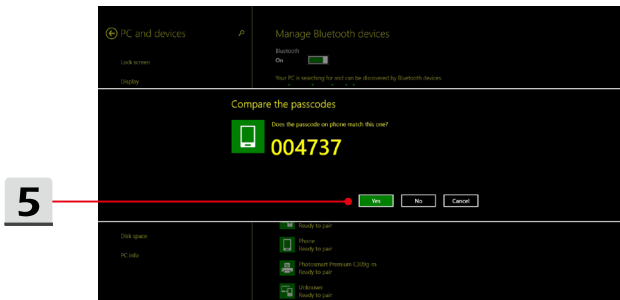 PC and devices
Lock screen
Display
Manage Bluetooth devices
Bluetooth
On
Your PC is searching for and can be discovered by Bluetooth devices.
Compare the passcodes
Does the passcode on phone match this one?
004737
Yes
No
Cancel
5
Disk space
PC info
Ready to pair
Phone
Ready to pair
Photosmart Premium C309g-m
Ready to pair
Unknown
Ready to pair